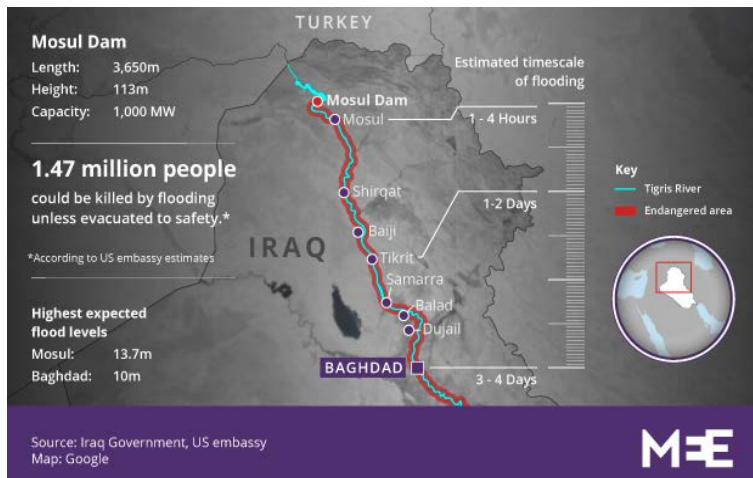 TURKEY
Mosul Dam
Length: 3,650m
Height: 113m
Capacity: 1,000 MW
1.47 million people
could be killed by flooding
unless evacuated to safety.*
*According to US embassy estimates
Highest expected
flood levels
Mosul: 13.7m
Baghdad: 10m
Mosul Dam
Mosul
Shirqat
Baiji
IRAQ
Tikrit
Samarra
Balad
Dujail
BAGHDAD
Estimated timescale
of flooding
1 - 4 Hours
1-2 Days
3 - 4 Days
Key
Tigris River
Endangered area
Source: Iraq Government, US embassy
Map: Google
MEE